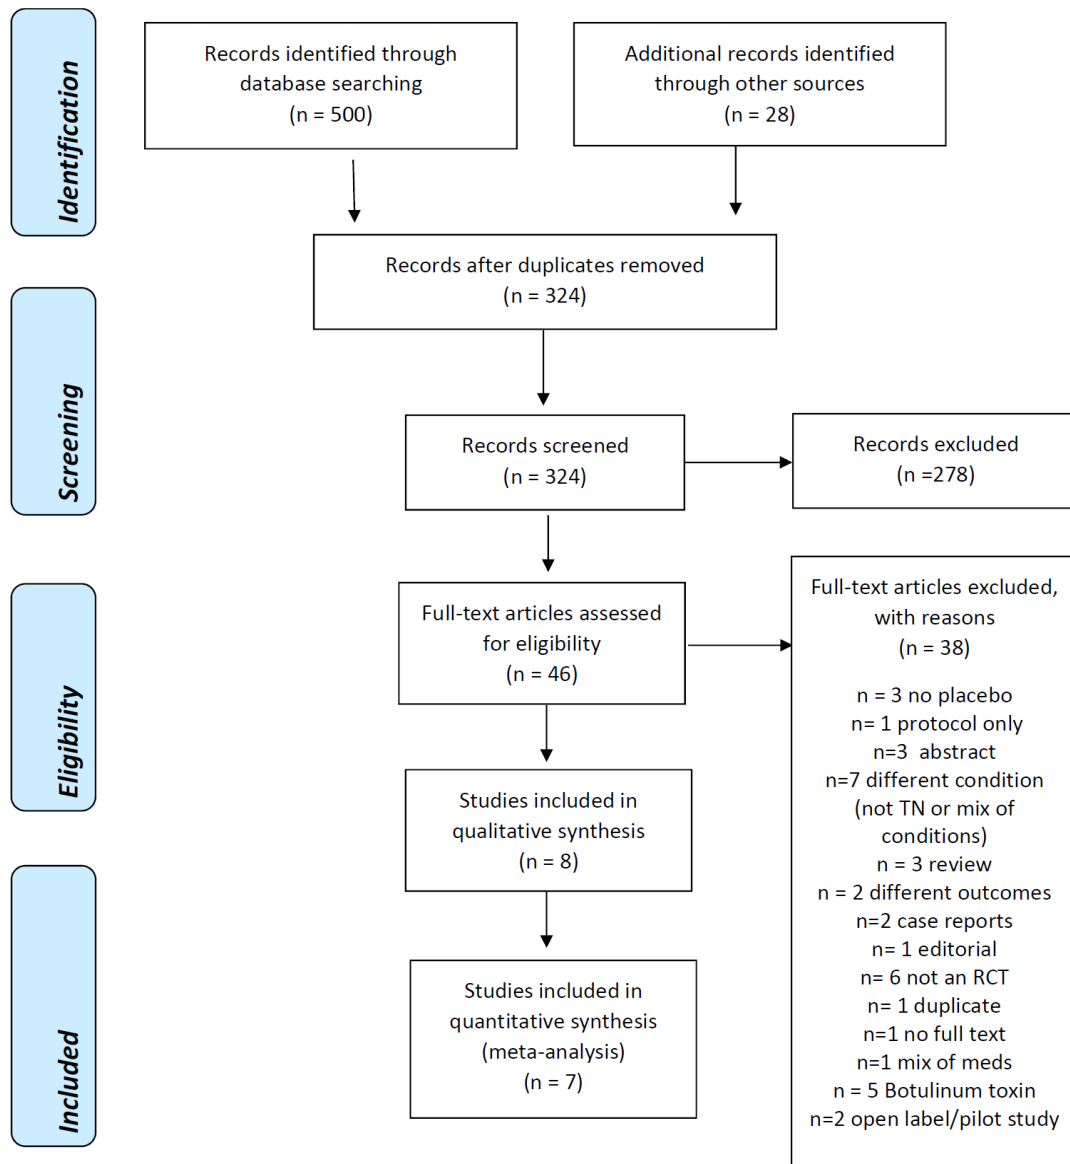 Identification
Records identified through
database searching
(n = 500)
Additional records identified
through other sources
(n = 28)
Records after duplicates removed
(n = 324)
Screening
Records screened
(n = 324)
Records excluded
(n =278)
Eligibility
Full-text articles assessed
for eligibility
(n = 46)
Full-text articles excluded,
with reasons
(n = 38)
n = 3 no placebo
n= 1 protocol only
n=3 abstract
n=7 different condition
(not TN or mix of
conditions)
n = 3 review
n = 2 different outcomes
n=2 case reports
n= 1 editorial
n= 6 not an RCT
n= 1 duplicate
n=1 no full text
n=1 mix of meds
n = 5 Botulinum toxin
n=2 open label/pilot study
Studies included in
qualitative synthesis
(n = 8)
Included
Studies included in
quantitative synthesis
(meta-analysis)
(n = 7)